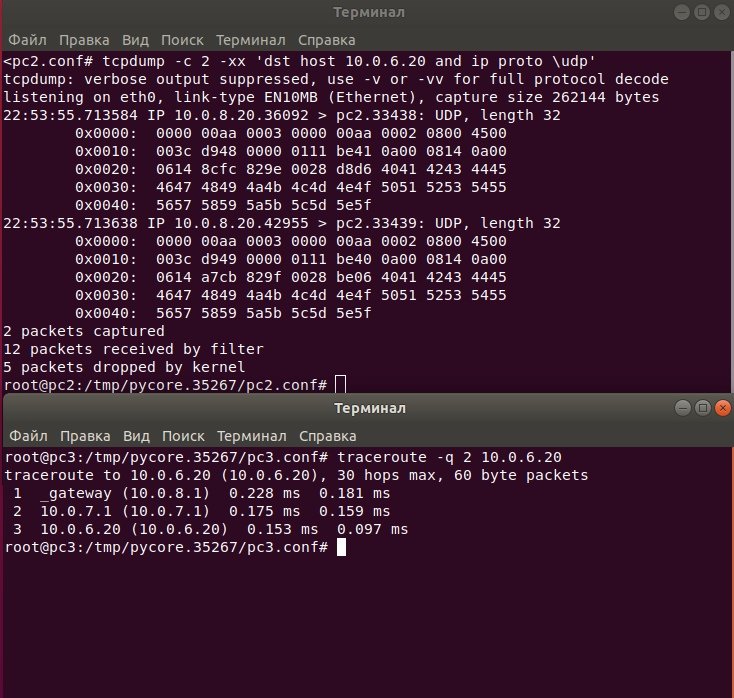 Терминал
Файл Правка Вид Поиск Терминал Справка
<pc2.conf# tcpdump -c 2 -xx 'dst host 10.0.6.20 and ip proto \udp'
tcpdump: verbose output suppressed, use -v or -vv for full protocol decode
listening on eth0, link-type EN10MB (Ethernet), capture size 262144 bytes
22:53:55.713584 IP 10.0.8.20.36092 > pc2.33438: UDP, length 32
0x0000: 0000 00aa 0003 0000 00aa 0002 0800 4500
0x0010: 003c d948 0000 0111 be41 0a00 0814 0a00
0x0020: 0614 8cfc 829e 0028 d8d6 4041 4243 4445
0x0030: 4647 4849 4a4b 4c4d 4e4f 5051 5253 5455
0x0040: 5657 5859 5a5b 5c5d 5e5f
22:53:55.713638 IP 10.0.8.20.42955 > pc2.33439: UDP, length 32
0x0000: 0000 00aa 0003 0000 00aa 0002 0800 4500
0x0010: 003c d949 0000 0111 be40 0a00 0814 0a00
0x0020: 0614 a7cb 829f 0028 be06 4041 4243 4445
0x0030: 4647 4849 4a4b 4c4d 4e4f 5051 5253 5455
0x0040: 5657 5859 5a5b 5c5d 5e5f
2 packets captured
12 packets received by filter
5 packets dropped by kernel
root@pc2:/tmp/pycore.35267/pc2.conf#
Терминал
Файл Правка Вид Поиск Терминал Справка
root@pc3:/tmp/pycore.35267/pc3.conf# traceroute -q 2 10.0.6.20
traceroute to 10.0.6.20 (10.0.6.20), 30 hops max, 60 byte packets
1 _gateway (10.0.8.1) 0.228 ms 0.181 ms
2 10.0.7.1 (10.0.7.1) 0.175 ms 0.159 ms
3 10.0.6.20 (10.0.6.20) 0.153 ms 0.097 ms
root@pc3:/tmp/pycore.35267/pc3.conf#